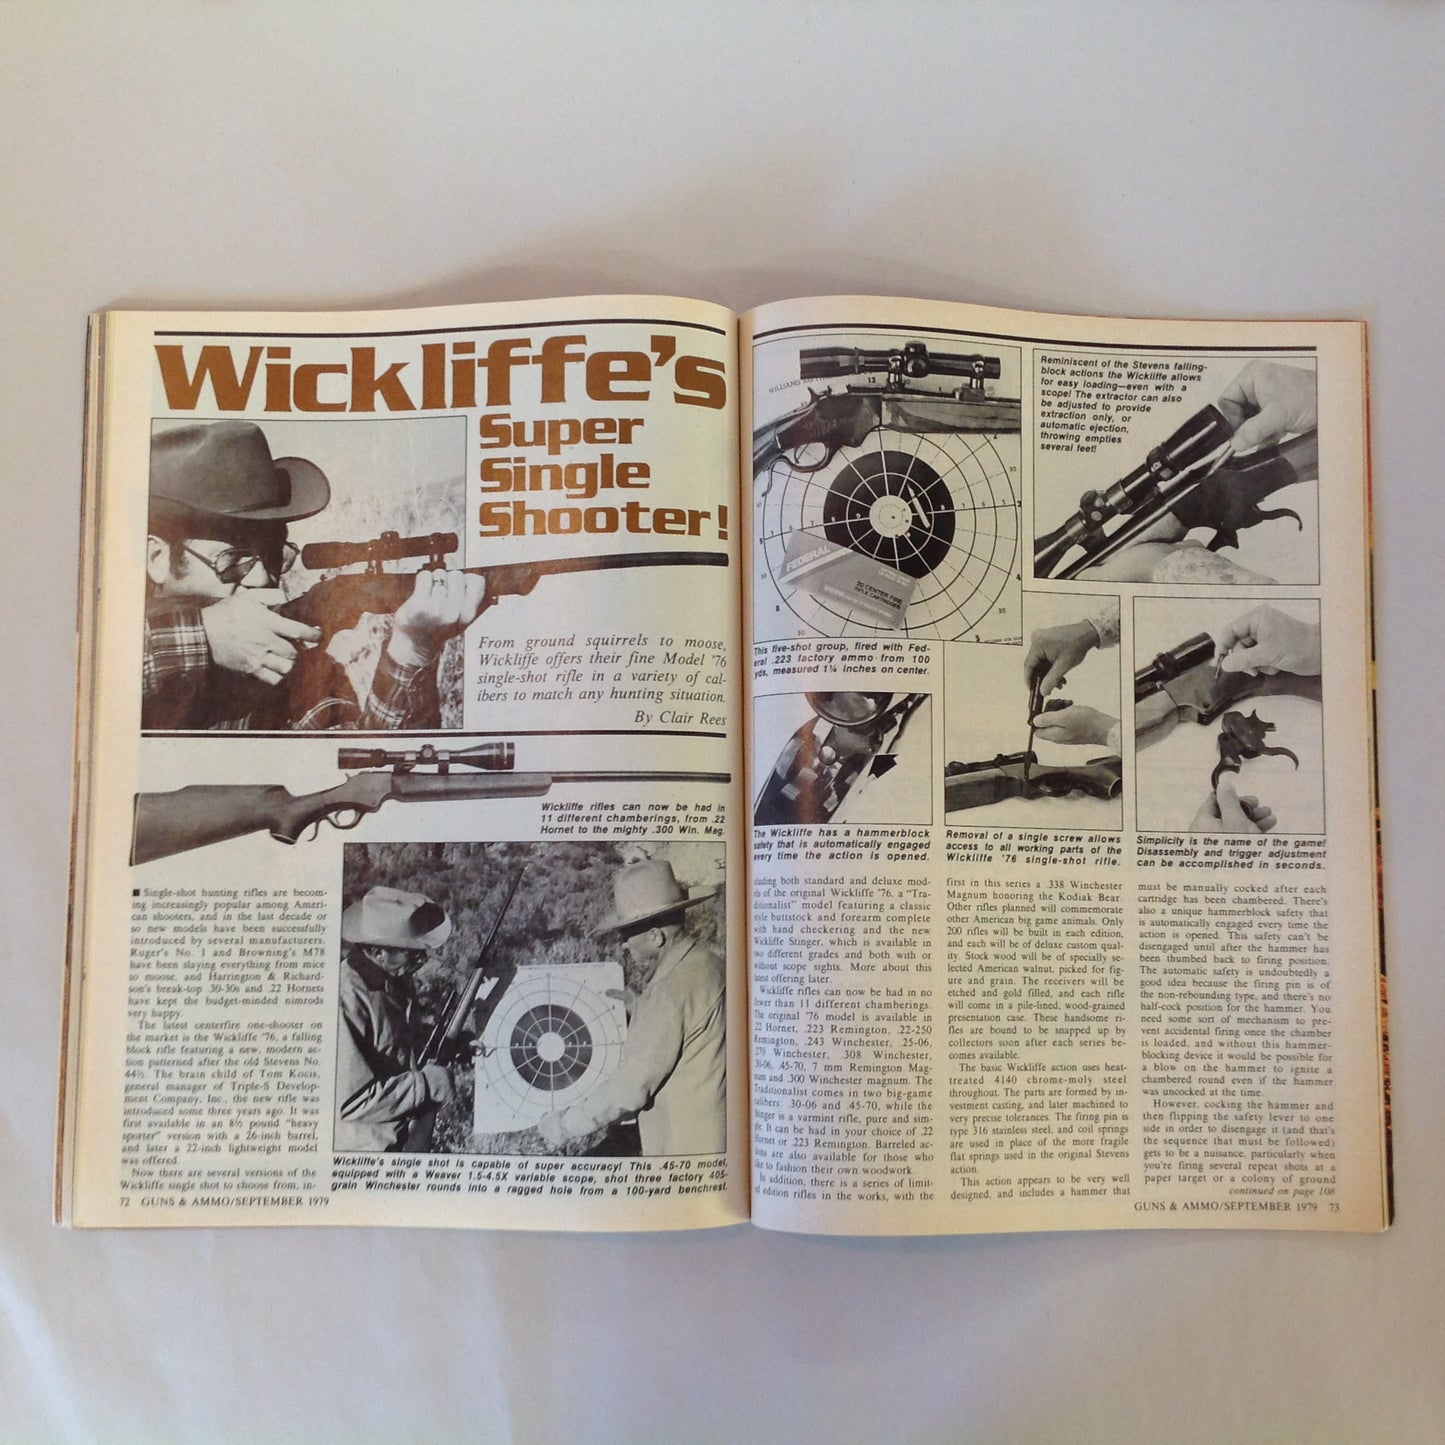 Wickliffe's
Super
Single
Shooter!
From ground squirrels to moose,
Wickliffe offers their fine Model '76
single-shot rifle in a variety of cal-
ibers to match any hunting situation.
By Clair Rees
Wickliffe rifles can now be had in
11 different chamberings, from .22
Hornet to the mighty .300 Win. Mag.
■ Single-shot hunting rifles are becom-
ing increasingly popular among Ameri-
can shooters, and in the last decade or
so new models have been successfully
introduced by several manufacturers.
Ruger's No. 1 and Browning's M78
have been slaying everything from mice
to moose, and Harrington & Richard-
son's break-top .30-30s and .22 Hornets
have kept the budget-minded nimrods
very happy.
The latest centerfire one-shooter on
the market is the Wickliffe '76, a falling
block rifle featuring a new, modern ac-
tion patterned after the old Stevens No.
44½. The brain child of Tom Kocis,
general manager of Triple-S Develop-
ment Company, Inc., the new rifle was
introduced some three years ago. It was
first available in an 8½ pound "heavy
sporter" version with a 26-inch barrel,
and later a 22-inch lightweight model
was offered.
Now there are several versions of the
Wickliffe single shot to choose from, in-
Wickliffe's single shot is capable of super accuracy! This .45-70 model,
equipped with a Weaver 1.5-4.5X variable scope, shot three factory 405-
grain Winchester rounds into a ragged hole from a 100-yard benchrest.
72 GUNS & AMMO/SEPTEMBER 1979
WILLIAMS
12
1
FEDERAL
20 CENTER FIRE
RIFLE CARTRIDGES
This five-shot group, fired with Fed-
eral .223 factory ammo from 100
yds, measured 1¼ inches on center.
Reminiscent of the Stevens falling-
block actions the Wickliffe allows
for easy loading—even with a
scope! The extractor can also
be adjusted to provide
extraction only, or
automatic ejection,
throwing empties
several feet!
The Wickliffe has a hammerblock
safety that is automatically engaged
every time the action is opened.
Removal of a single screw allows
access to all working parts of the
Wickliffe '76 single-shot rifle.
Simplicity is the name of the game!
Disassembly and trigger adjustment
can be accomplished in seconds.
cluding both standard and deluxe mod-
els of the original Wickliffe '76, a "Tra-
ditionalist" model featuring a classic
style buttstock and forearm complete
with hand checkering and the new
Wickliffe Stinger, which is available in
two different grades and both with or
without scope sights. More about this
latest offering later.
Wickliffe rifles can now be had in no
fewer than 11 different chamberings.
The original '76 model is available in
.22 Hornet, .223 Remington, .22-250
Remington, .243 Winchester, .25-06,
.270 Winchester, .308 Winchester,
.30-06, .45-70, 7 mm Remington Mag-
num and .300 Winchester magnum. The
Traditionalist comes in two big-game
calibers: .30-06 and .45-70, while the
Stinger is a varmint rifle, pure and sim-
ple. It can be had in your choice of .22
Hornet or .223 Remington. Barreled ac-
tions are also available for those who
like to fashion their own woodwork.
In addition, there is a series of limit-
ed edition rifles in the works, with the
first in this series a .338 Winchester
Magnum honoring the Kodiak Bear.
Other rifles planned will commemorate
other American big game animals. Only
200 rifles will be built in each edition,
and each will be of deluxe custom qual-
ity. Stock wood will be of specially se-
lected American walnut, picked for fig-
ure and grain. The receivers will be
etched and gold filled, and each rifle
will come in a pile-lined, wood-grained
presentation case. These handsome ri-
fles are bound to be snapped up by
collectors soon after each series be-
comes available.
The basic Wickliffe action uses heat-
treated 4140 chrome-moly steel
throughout. The parts are formed by in-
vestment casting, and later machined to
very precise tolerances. The firing pin is
type 316 stainless steel, and coil springs
are used in place of the more fragile
flat springs used in the original Stevens
action.
This action appears to be very well
designed, and includes a hammer that
must be manually cocked after each
cartridge has been chambered. There's
also a unique hammerblock safety that
is automatically engaged every time the
action is opened. This safety can't be
disengaged until after the hammer has
been thumbed back to firing position.
The automatic safety is undoubtedly a
good idea because the firing pin is of
the non-rebounding type, and there's no
half-cock position for the hammer. You
need some sort of mechanism to pre-
vent accidental firing once the chamber
is loaded, and without this hammer-
blocking device it would be possible for
a blow on the hammer to ignite a
chambered round even if the hammer
was uncocked at the time.
However, cocking the hammer and
then flipping the safety lever to one
side in order to disengage it (and that's
the sequence that must be followed)
gets to be a nuisance, particularly when
you're firing several repeat shots at a
paper target or a colony of ground
continued on page 108
GUNS & AMMO/SEPTEMBER 1979 73